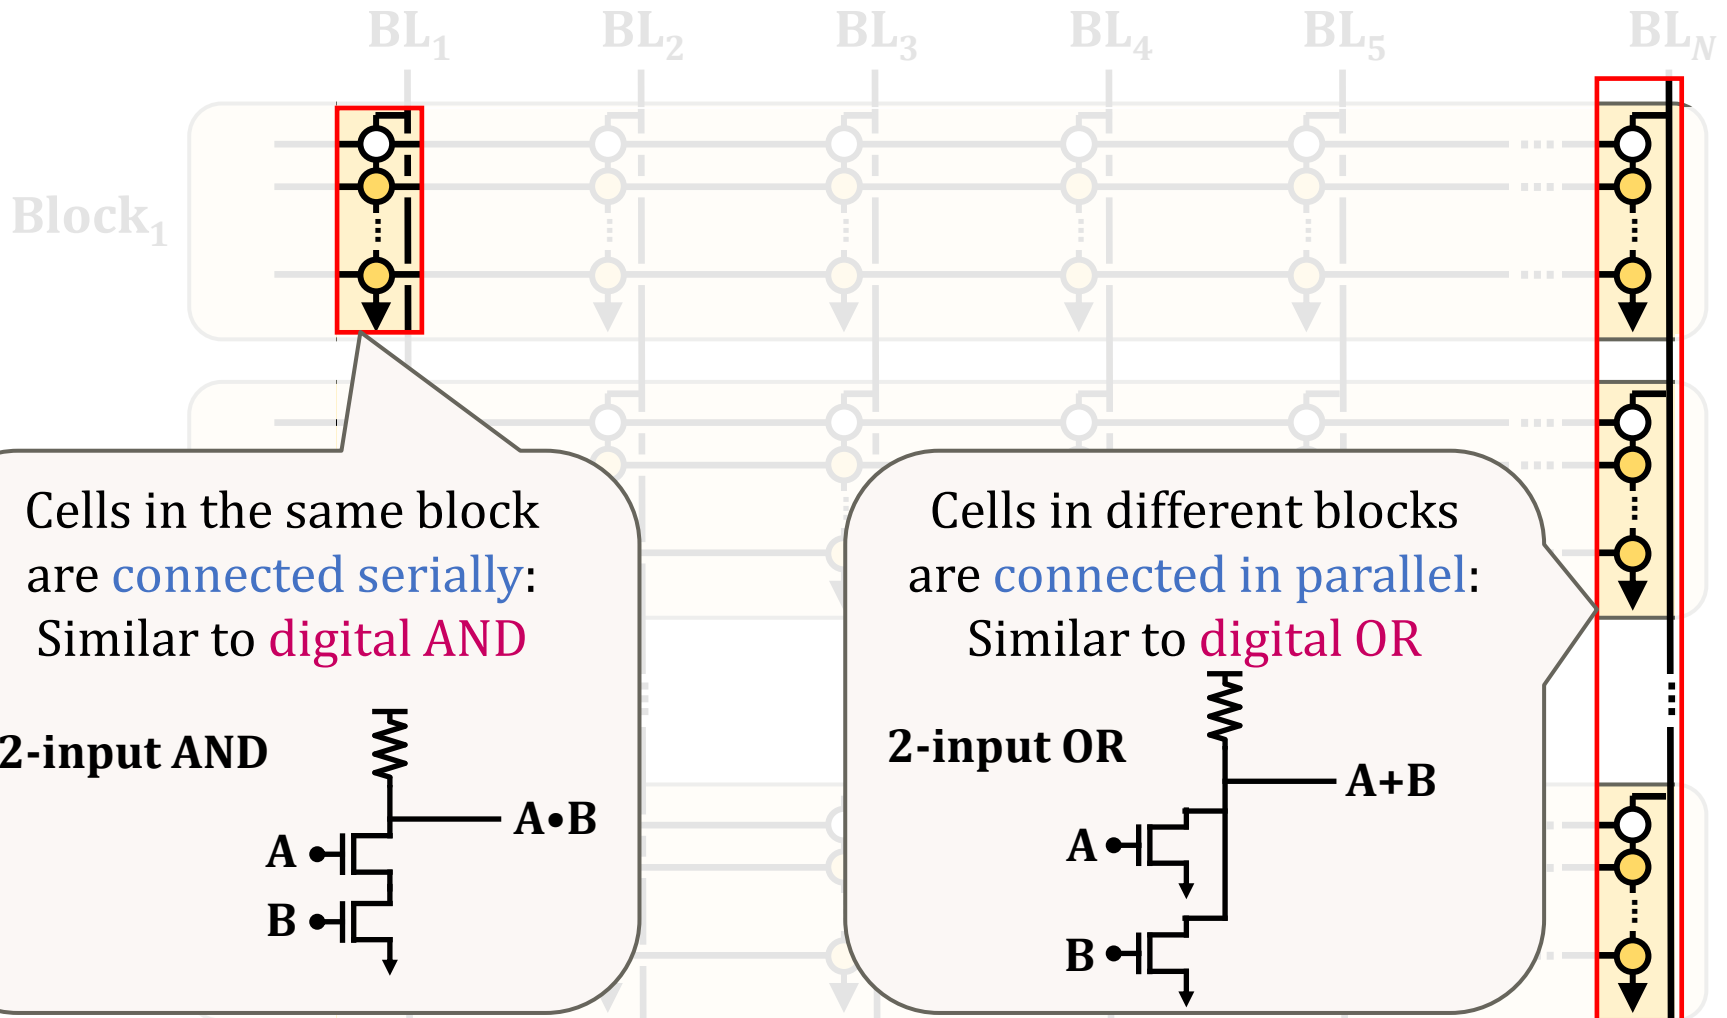 BL1 BL2 BL3 BL4 BL5 BLN
Block1
Cells in the same block
are connected serially:
Similar to digital AND
2-input AND
A•B
A
B
Cells in different blocks
are connected in parallel:
Similar to digital OR
2-input OR
A+B
A
B